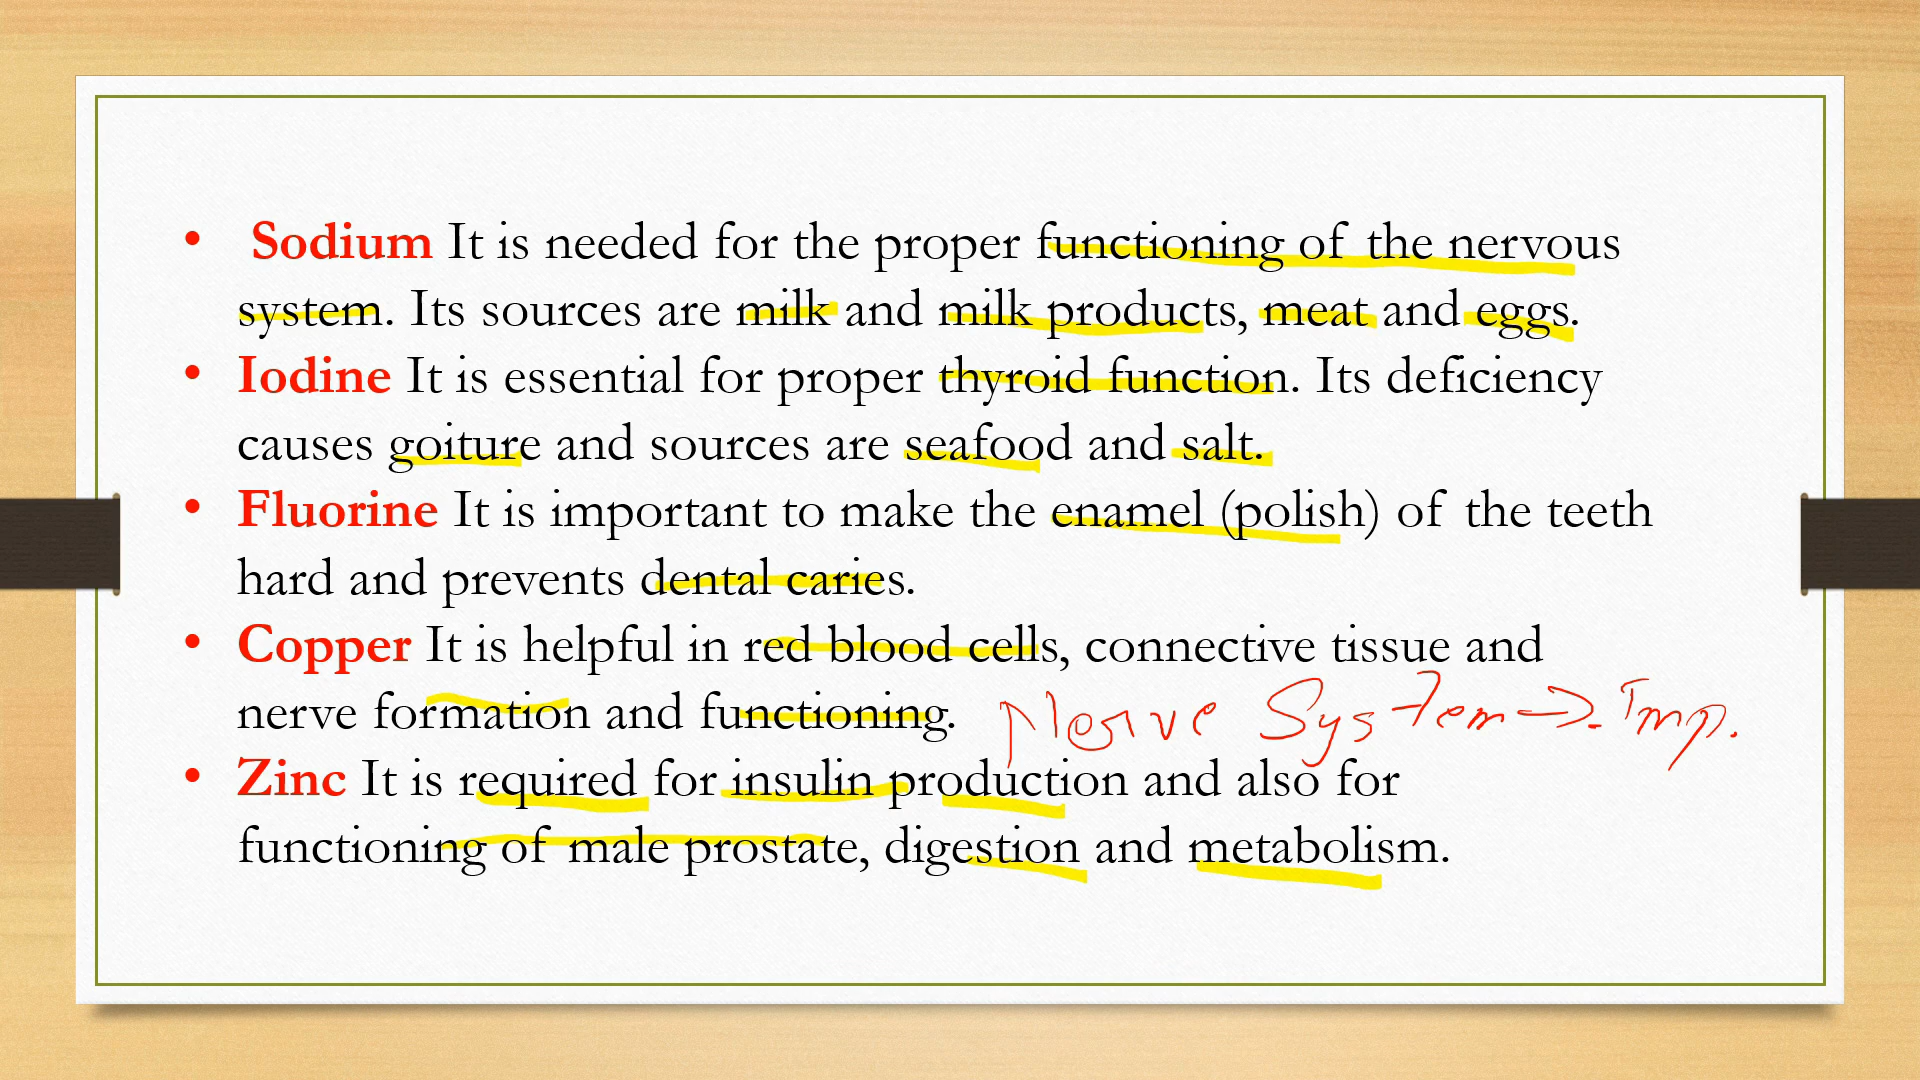 • Sodium It is needed for the proper functioning of the nervous
system. Its sources are milk and milk products, meat and eggs.
• Iodine It is essential for proper thyroid function. Its deficiency
causes goiture and sources are seafood and salt.
• Fluorine It is important to make the enamel (polish) of the teeth
hard and prevents dental caries.
• Copper It is helpful in red blood cells, connective tissue and
nerve formation and functioning.
Nerve System → Imp.
• Zinc It is required for insulin production and also for
functioning of male prostate, digestion and metabolism.